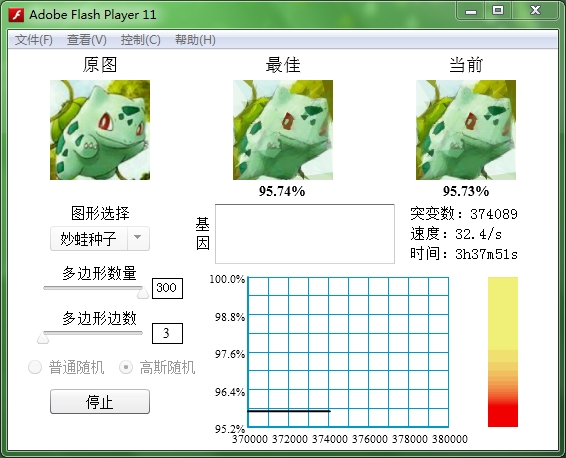 Adobe Flash Player 11
文件(F) 查看(V) 控制(C) 帮助(H)
原图 最佳 当前
95.74% 95.73%
图形选择
妙蛙种子
多边形数量
300
多边形边数
3
普通随机 高斯随机
停止
基因
突变数：374089
速度：32.4/s
时间：3h37m51s
100.0%
98.8%
97.6%
96.4%
95.2%
370000 372000 374000 376000 378000 380000